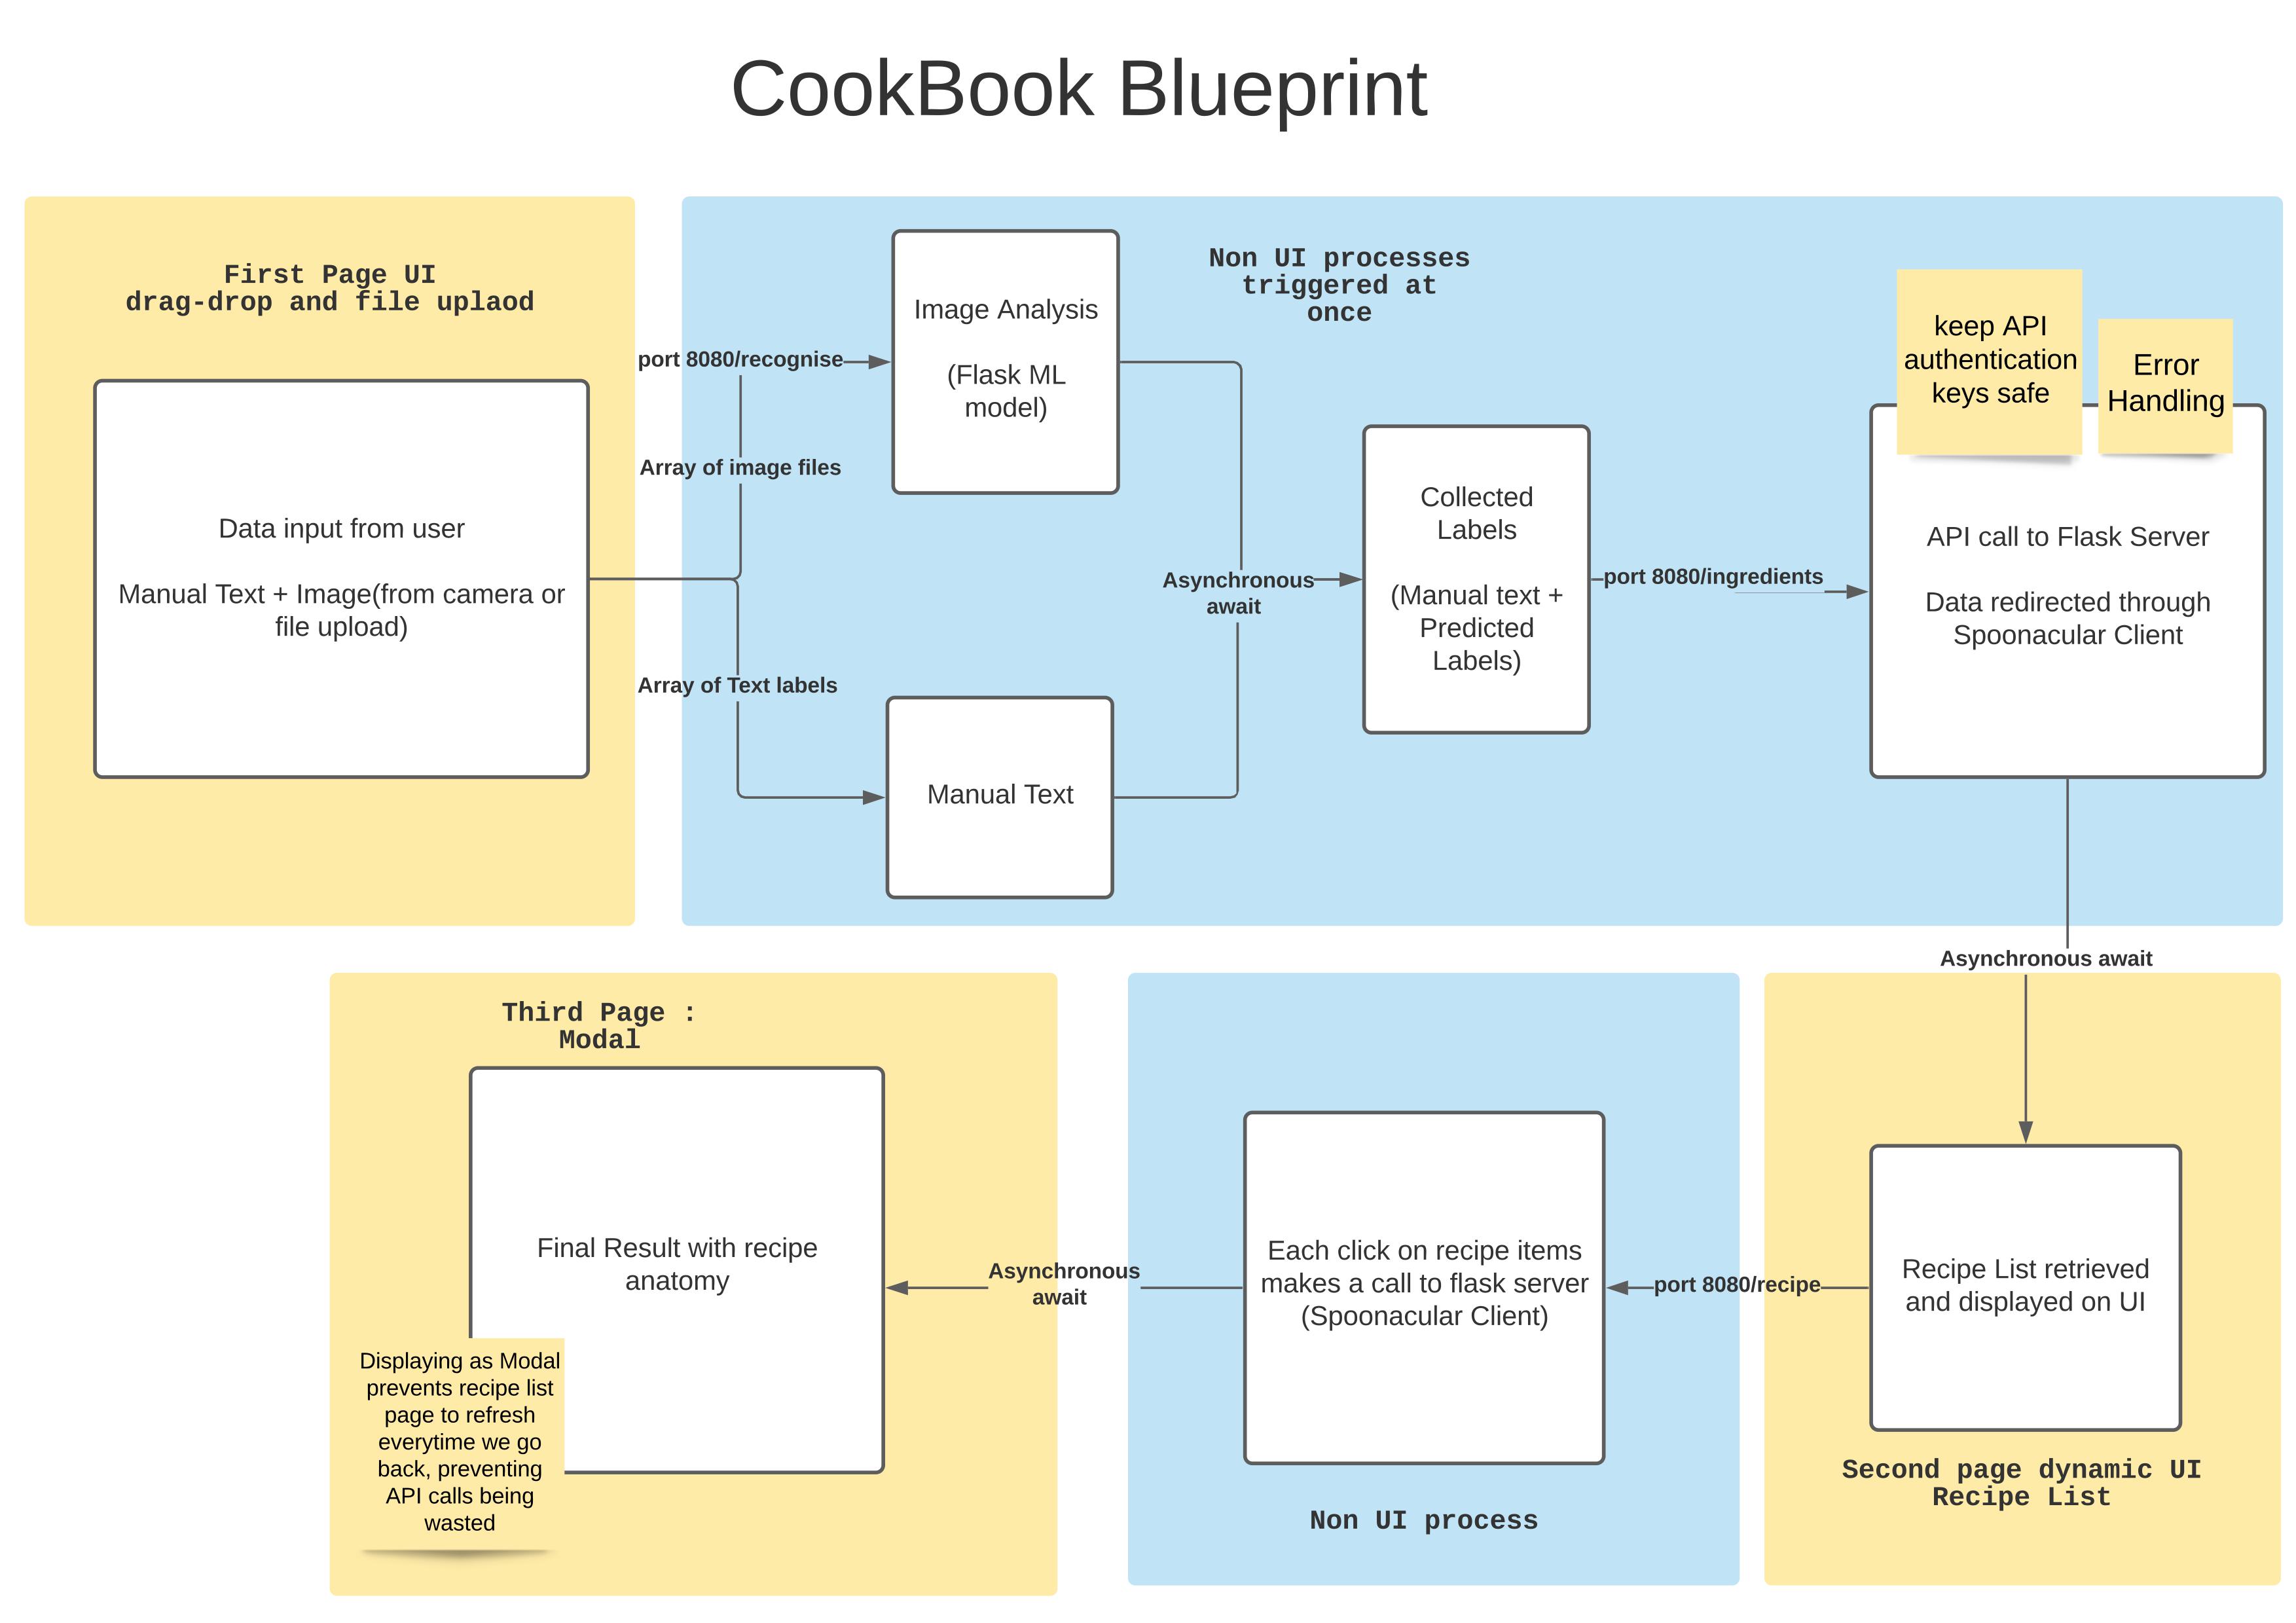 CookBook Blueprint
First Page UI
drag-drop and file uplaod
Data input from user
Manual Text + Image(from camera or
file upload)
port 8080/recognise
Array of image files
Array of Text labels
Image Analysis
(Flask ML
model)
Manual Text
Non UI processes
triggered at
once
Asynchronous
await
Collected
Labels
(Manual text +
Predicted
Labels)
port 8080/ingredients
keep API
authentication
keys safe
Error
Handling
API call to Flask Server
Data redirected through
Spoonacular Client
Asynchronous await
Recipe List retrieved
and displayed on UI
Second page dynamic UI
Recipe List
port 8080/recipe
Each click on recipe items
makes a call to flask server
(Spoonacular Client)
Non UI process
Asynchronous
await
Third Page :
Modal
Final Result with recipe
anatomy
Displaying as Modal
prevents recipe list
page to refresh
everytime we go
back, preventing
API calls being
wasted